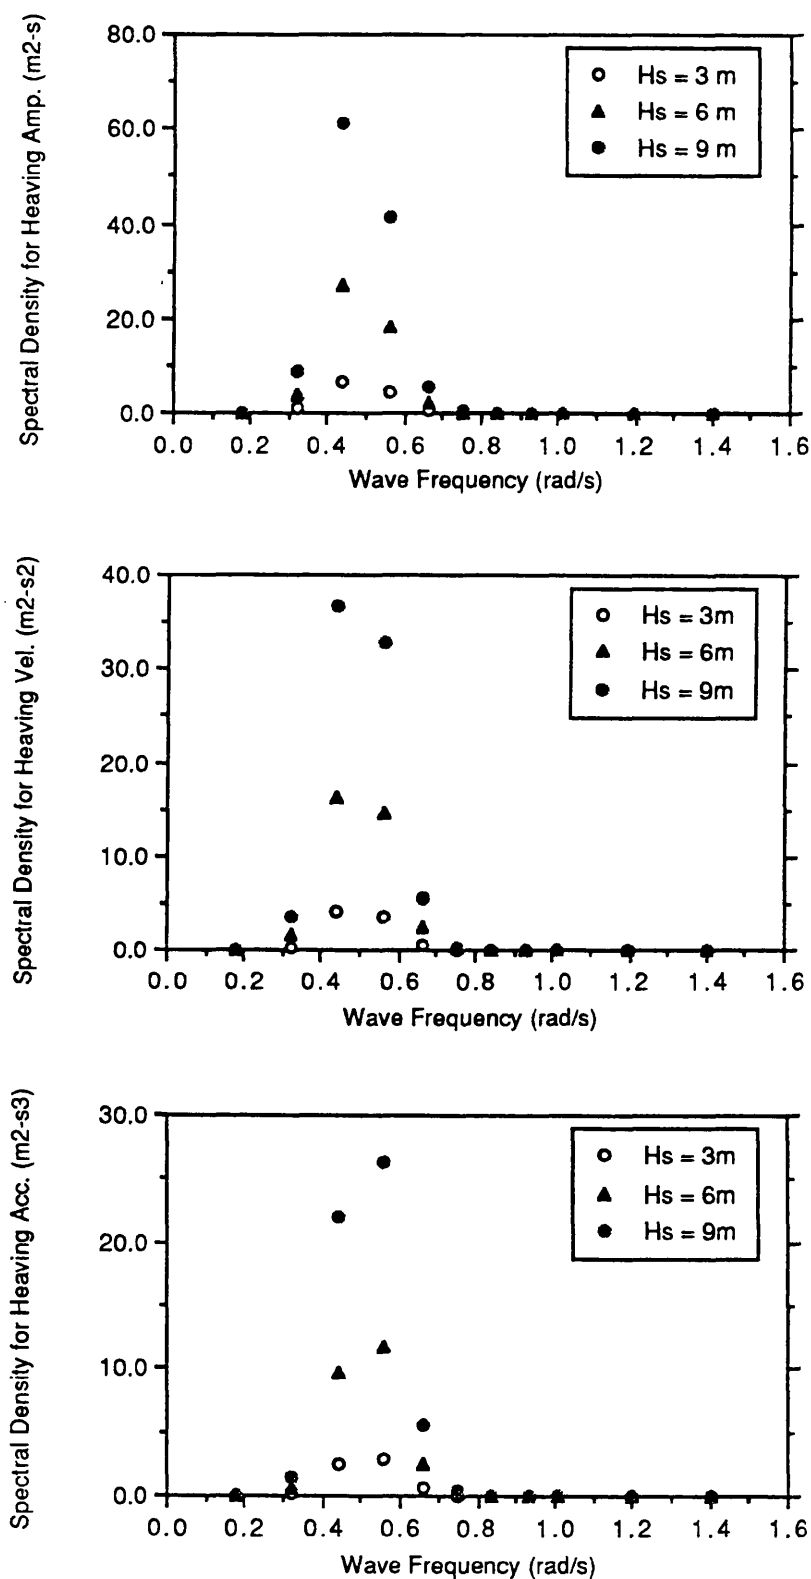 Spectral Density for Heaving Amp. (m2-s)
80.0
60.0
40.0
20.0
0.0
Hs = 3 m
Hs = 6 m
Hs = 9 m
0.0 0.2 0.4 0.6 0.8 1.0 1.2 1.4 1.6
Wave Frequency (rad/s)
Spectral Density for Heaving Vel. (m2-s2)
40.0
30.0
20.0
10.0
0.0
Hs = 3m
Hs = 6m
Hs = 9m
0.0 0.2 0.4 0.6 0.8 1.0 1.2 1.4 1.6
Wave Frequency (rad/s)
Spectral Density for Heaving Acc. (m2-s3)
30.0
20.0
10.0
0.0
Hs = 3m
Hs = 6m
Hs = 9m
0.0 0.2 0.4 0.6 0.8 1.0 1.2 1.4 1.6
Wave Frequency (rad/s)